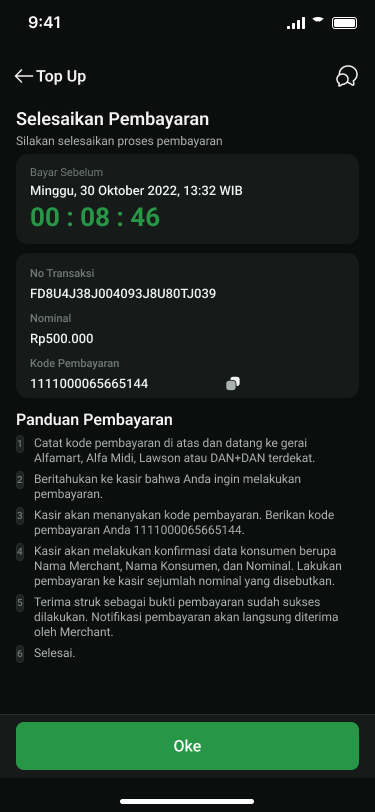 9:41
Top Up
Selesaikan Pembayaran
Silakan selesaikan proses pembayaran
Bayar Sebelum
Minggu, 30 Oktober 2022, 13:32 WIB
00 : 08 : 46
No Transaksi
FD8U4J38J004093J8U80TJ039
Nominal
Rp500.000
Kode Pembayaran
1111000065665144
Panduan Pembayaran
1 Catat kode pembayaran di atas dan datang ke gerai
Alfamart, Alfa Midi, Lawson atau DAN+DAN terdekat.
2 Beritahukan ke kasir bahwa Anda ingin melakukan
pembayaran.
3 Kasir akan menanyakan kode pembayaran. Berikan kode
pembayaran Anda 1111000065665144.
4 Kasir akan melakukan konfirmasi data konsumen berupa
Nama Merchant, Nama Konsumen, dan Nominal. Lakukan
pembayaran ke kasir sejumlah nominal yang disebutkan.
5 Terima struk sebagai bukti pembayaran sudah sukses
dilakukan. Notifikasi pembayaran akan langsung diterima
oleh Merchant.
6 Selesai.
Oke